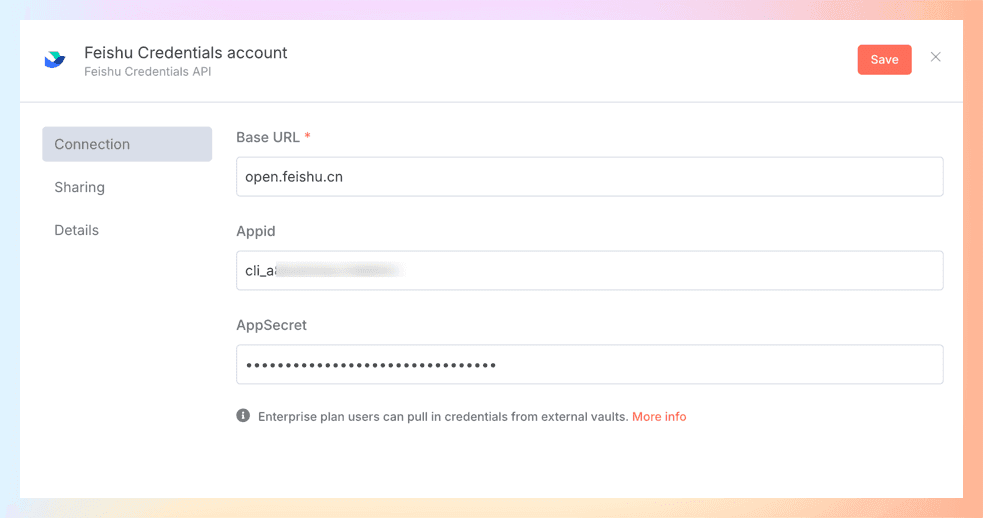 Feishu Credentials account
Feishu Credentials API
Save
Connection
Sharing
Details
Base URL *
open.feishu.cn
Appid
cli_a
AppSecret
••••••••••••••••••••••••••••••••
Enterprise plan users can pull in credentials from external vaults. More info